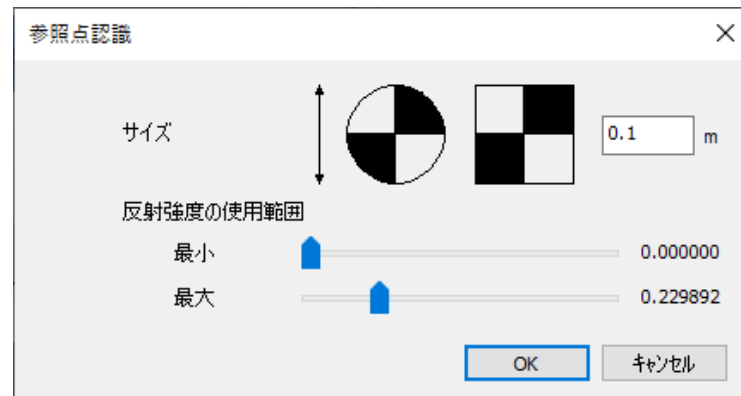 参照点認識
サイズ
0.1 m
反射強度の使用範囲
最小 0.000000
最大 0.229892
OK キャンセル